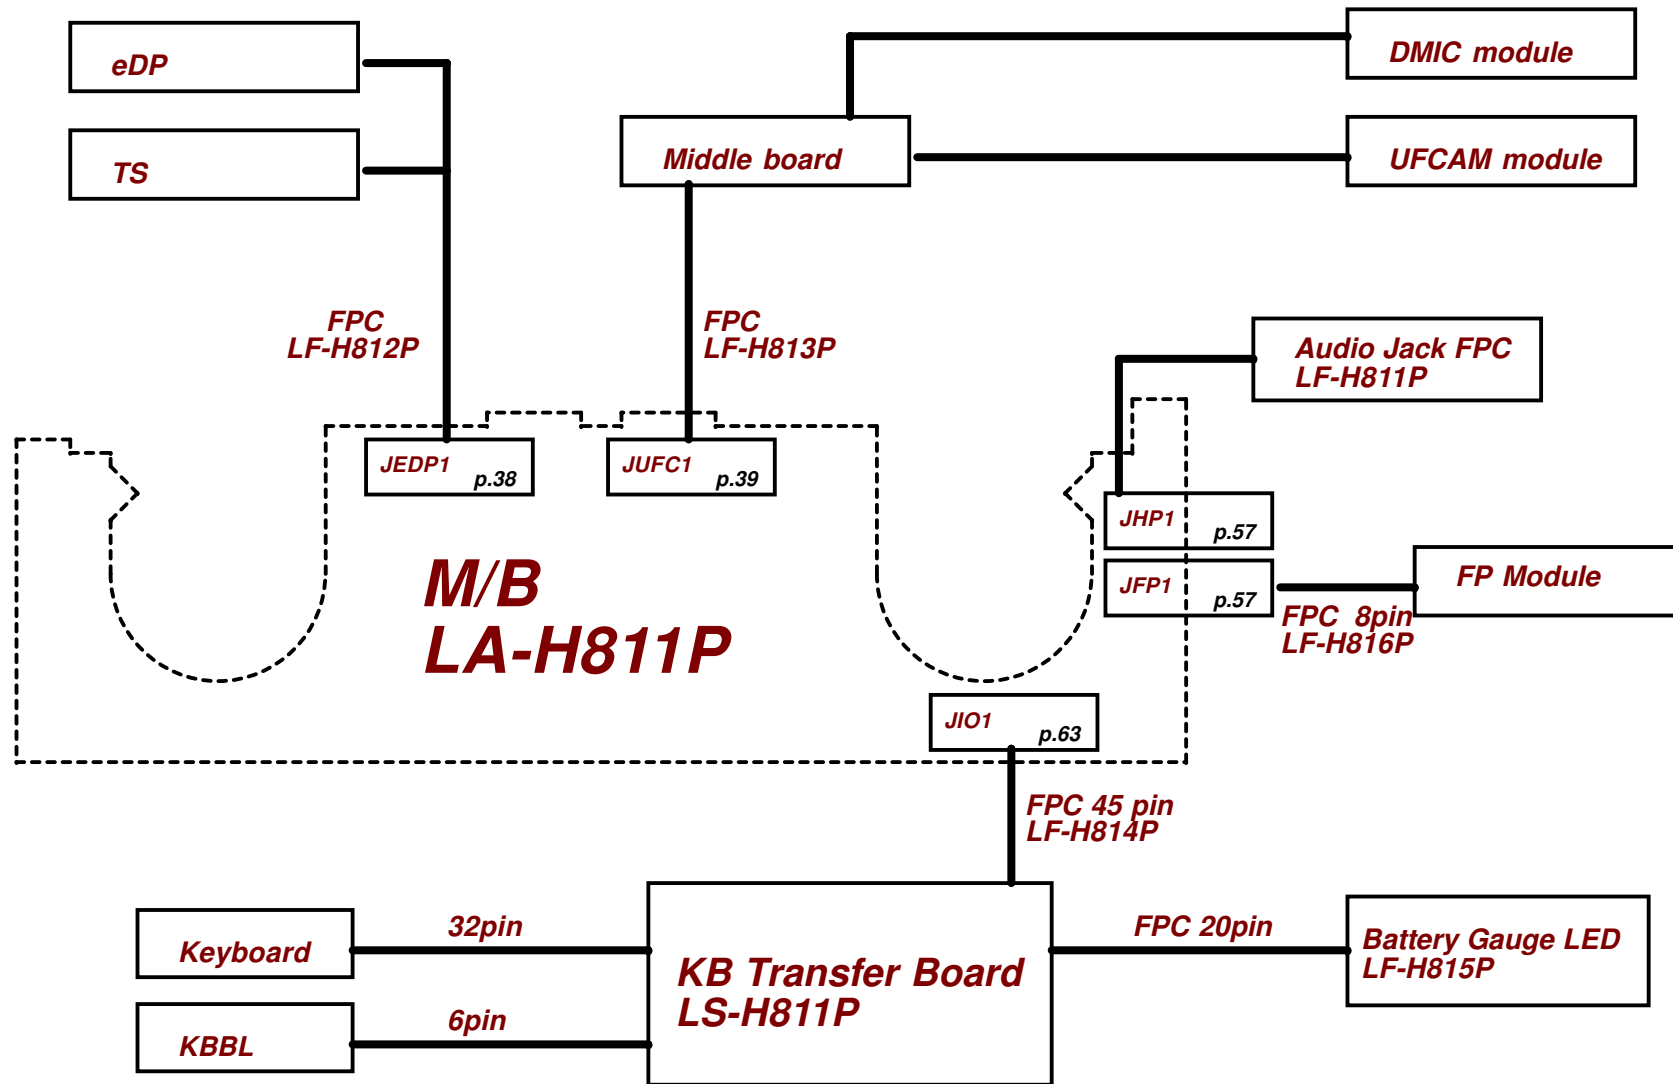 eDP
TS
DMIC module
Middle board
UFCAM module
FPC
LF-H812P
FPC
LF-H813P
Audio Jack FPC
LF-H811P
JEDP1
p.38
JUFC1
p.39
JHP1
p.57
JFP1
p.57
FP Module
FPC 8pin
LF-H816P
M/B
LA-H811P
JIO1
p.63
FPC 45 pin
LF-H814P
Keyboard
32pin
KB Transfer Board
LS-H811P
FPC 20pin
Battery Gauge LED
LF-H815P
KBBL
6pin